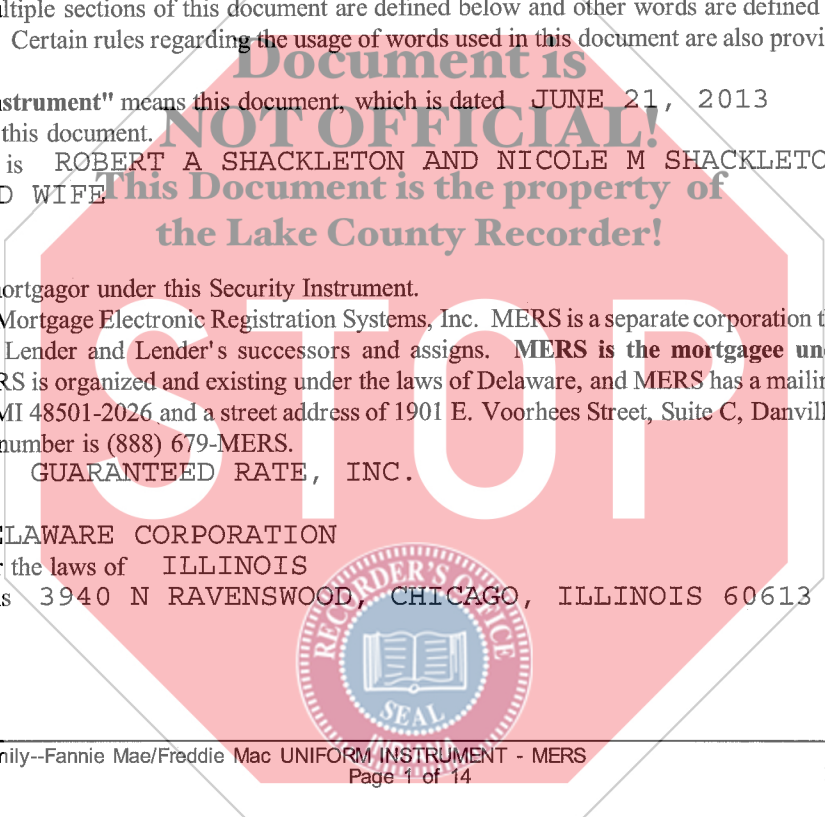 ltiple sections of this document are defined below and other words are defined
Certain rules regarding the usage of words used in this document are also provi
Document is
nstrument" means this document, which is dated JUNE 21, 2013
NOT OFFICIAL!
this document.
is ROBERT A SHACKLETON AND NICOLE M SHACKLETO
D WIFE
This Document is the property of
the Lake County Recorder!
ortgagor under this Security Instrument.
Mortgage Electronic Registration Systems, Inc. MERS is a separate corporation t
Lender and Lender's successors and assigns. MERS is the mortgagee un
RS is organized and existing under the laws of Delaware, and MERS has a mailin
MI 48501-2026 and a street address of 1901 E. Voorhees Street, Suite C, Danvill
number is (888) 679-MERS.
STOP
GUARANTEED RATE, INC.
ELAWARE CORPORATION
r the laws of ILLINOIS
s 3940 N RAVENSWOOD, CHICAGO, ILLINOIS 60613
RECORDER'S OFFICE
SEAL
mily--Fannie Mae/Freddie Mac UNIFORM INSTRUMENT - MERS
Page 1 of 14